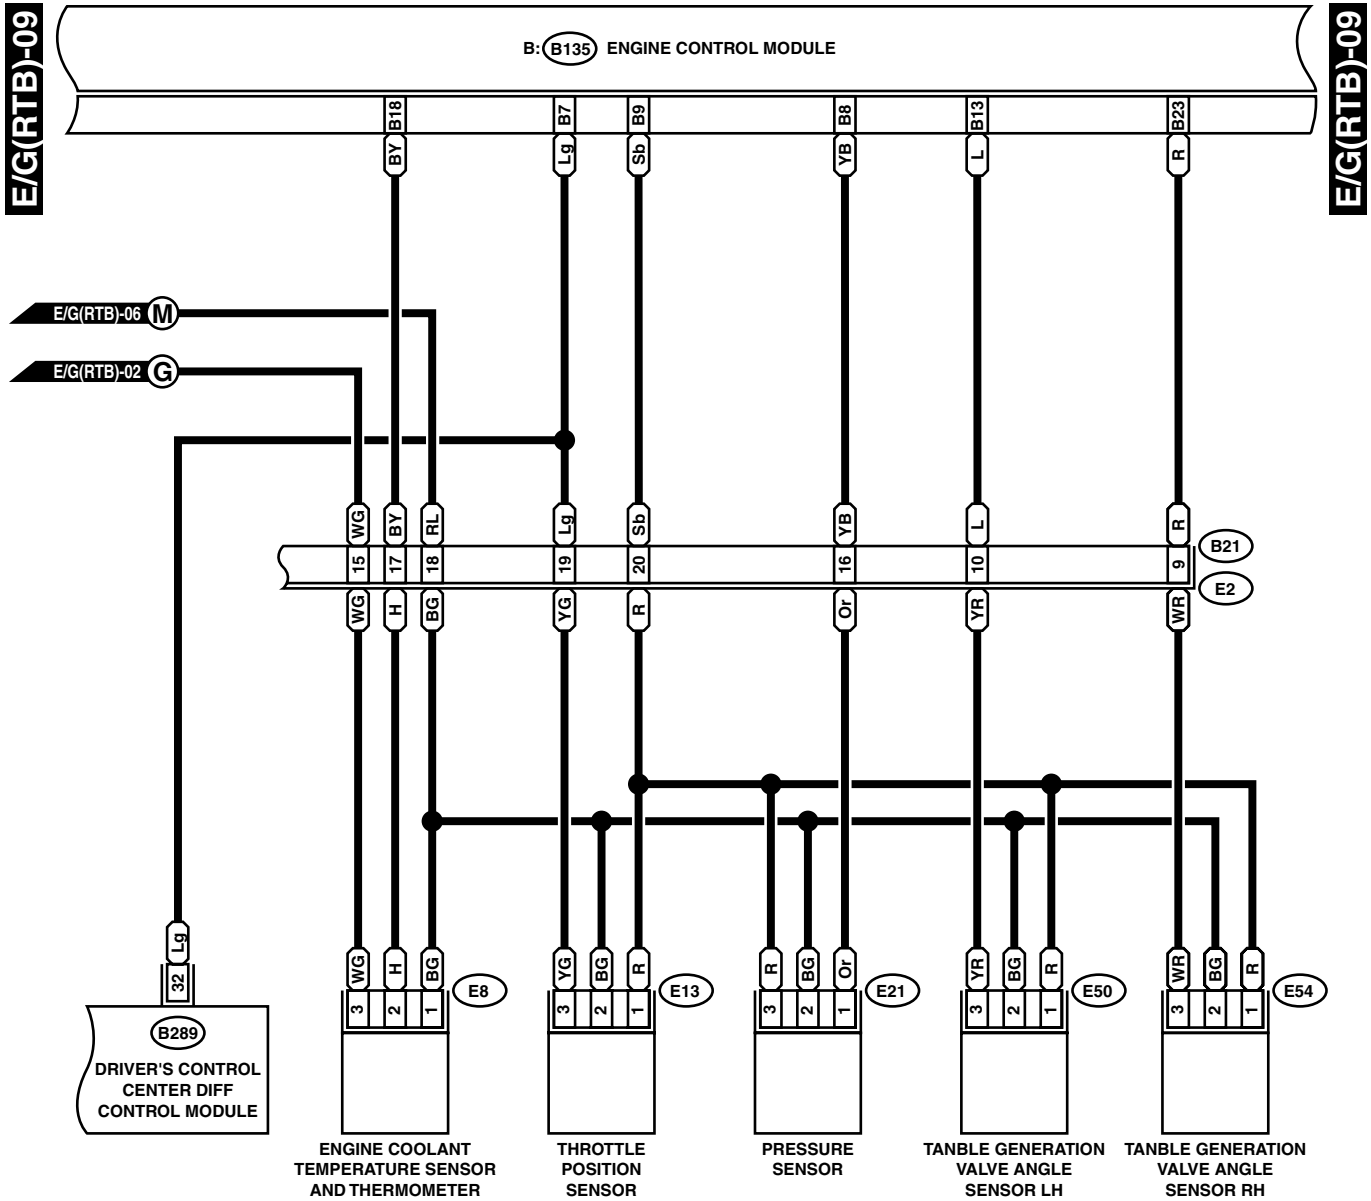 E/G(RTB)-09
E/G(RTB)-09
B: B135 ENGINE CONTROL MODULE
B18 B7 B9 B8 B13 B23
BY Lg Sb YB L R
E/G(RTB)-06 M
E/G(RTB)-02 G
WG BY RL Lg Sb YB L R
15 17 18 19 20 16 10 9
B21
E2
WG H BG YG R Or YR WR
Lg
32
WG H BG YG BG R R BG Or YR BG R WR BG R
3 2 1 E8 3 2 1 E13 3 2 1 E21 3 2 1 E50 3 2 1 E54
B289
DRIVER'S CONTROL
CENTER DIFF
CONTROL MODULE
ENGINE COOLANT
TEMPERATURE SENSOR
AND THERMOMETER
THROTTLE
POSITION
SENSOR
PRESSURE
SENSOR
TANBLE GENERATION
VALVE ANGLE
SENSOR LH
TANBLE GENERATION
VALVE ANGLE
SENSOR RH